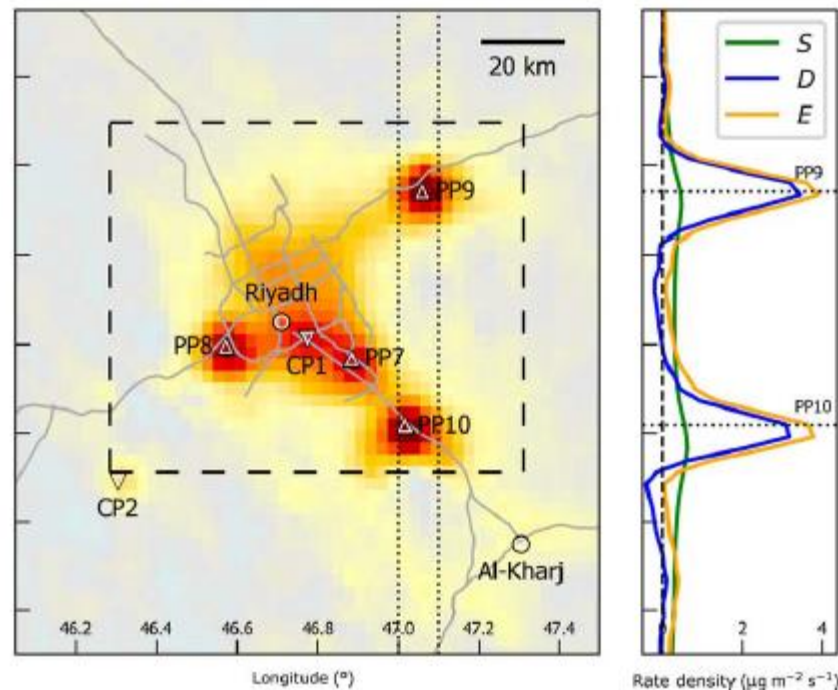 20 km
S
D
E
PP9
PP9
Riyadh
PP8
CP1
PP7
PP10
PP10
CP2
Al-Kharj
46.2 46.4 46.6 46.8 47.0 47.2 47.4
2 4
Longitude (°)
Rate density (µg m⁻² s⁻¹)